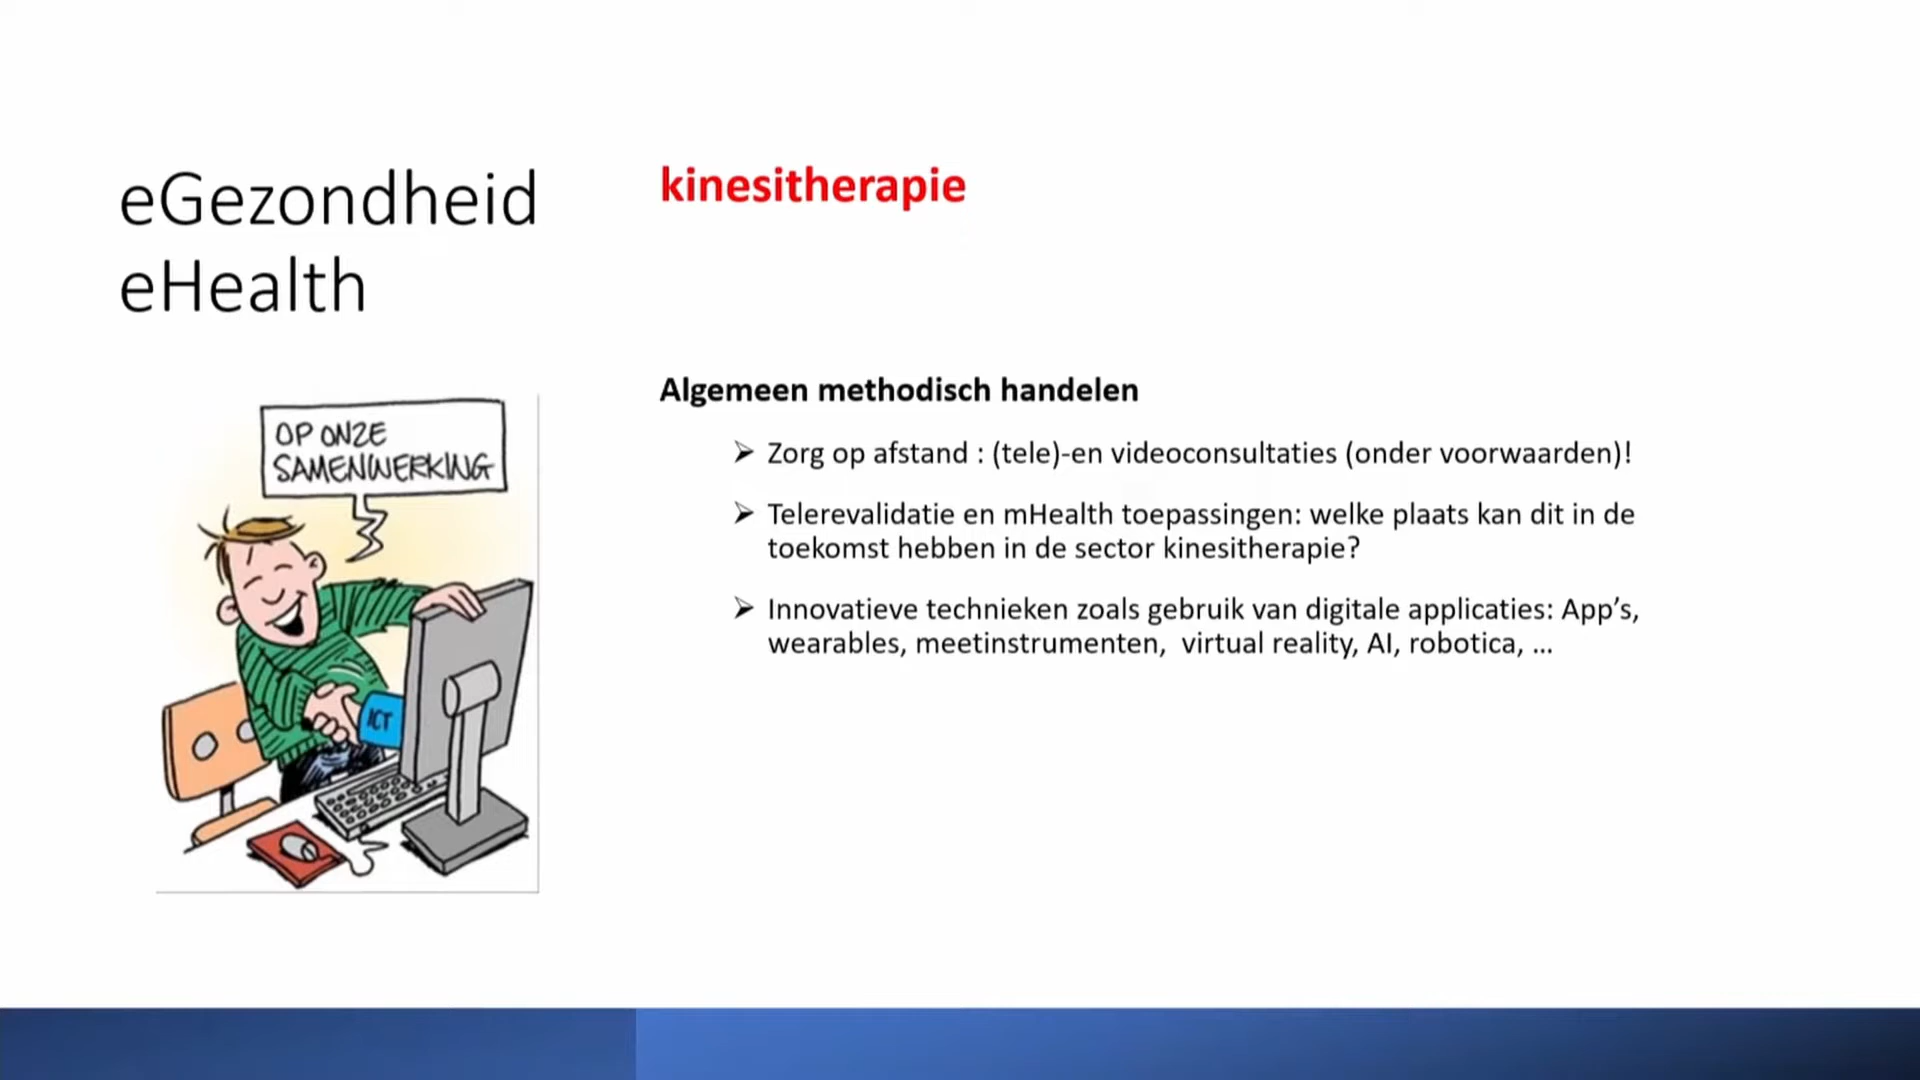 eGezondheid
eHealth
kinesitherapie
OP ONZE
SAMENWERKING
ICT
Algemeen methodisch handelen
➢ Zorg op afstand : (tele)-en videoconsultaties (onder voorwaarden)!
➢ Telerevalidatie en mHealth toepassingen: welke plaats kan dit in de
toekomst hebben in de sector kinesitherapie?
➢ Innovatieve technieken zoals gebruik van digitale applicaties: App’s,
wearables, meetinstrumenten,  virtual reality, AI, robotica, ...